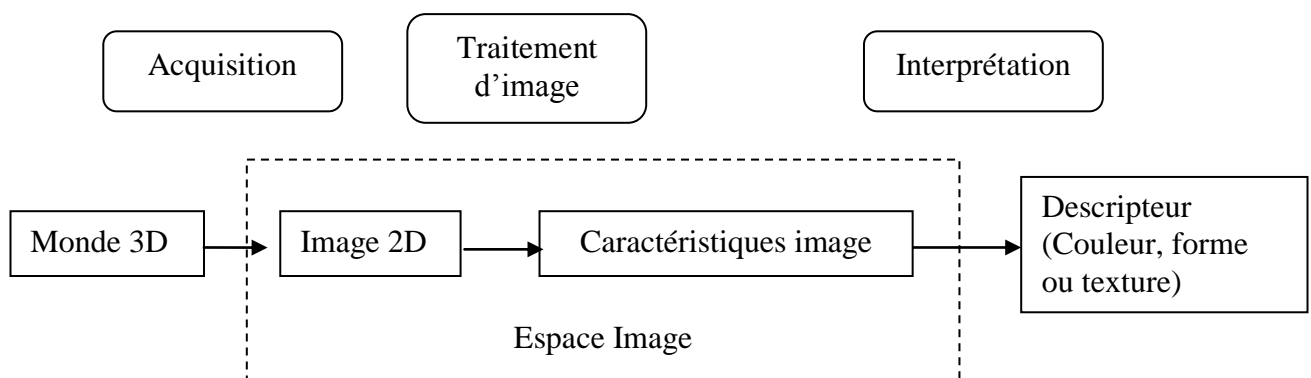 Acquisition
Traitement
d’image
Interprétation
Monde 3D
Image 2D
Caractéristiques image
Descripteur
(Couleur, forme
ou texture)
Espace Image